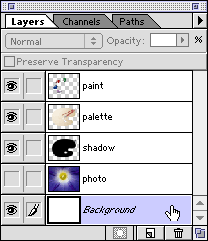 Layers Channels Paths
Normal Opacity: %
Preserve Transparency
paint
palette
shadow
photo
Background